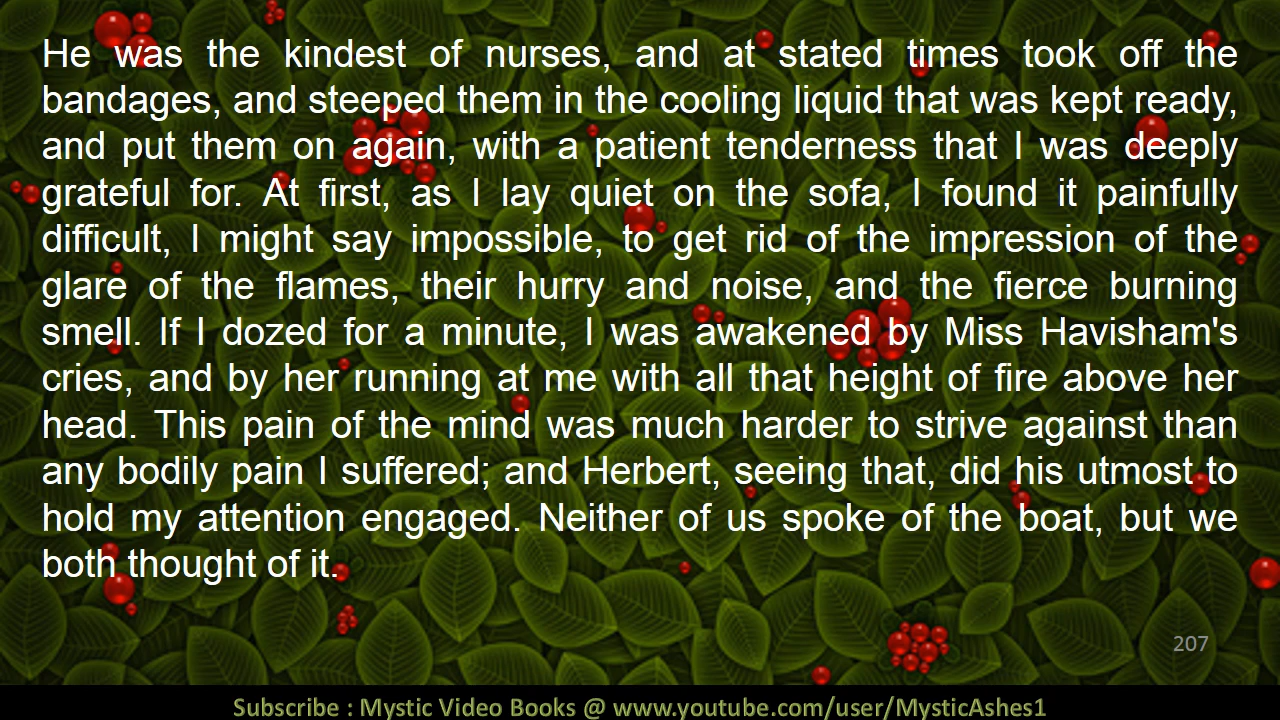 He was the kindest of nurses, and at stated times took off the
bandages, and steeped them in the cooling liquid that was kept ready,
and put them on again, with a patient tenderness that I was deeply
grateful for. At first, as I lay quiet on the sofa, I found it painfully
difficult, I might say impossible, to get rid of the impression of the
glare of the flames, their hurry and noise, and the fierce burning
smell. If I dozed for a minute, I was awakened by Miss Havisham's
cries, and by her running at me with all that height of fire above her
head. This pain of the mind was much harder to strive against than
any bodily pain I suffered; and Herbert, seeing that, did his utmost to
hold my attention engaged. Neither of us spoke of the boat, but we
both thought of it.
207
Subscribe : Mystic Video Books @ www.youtube.com/user/MysticAshes1